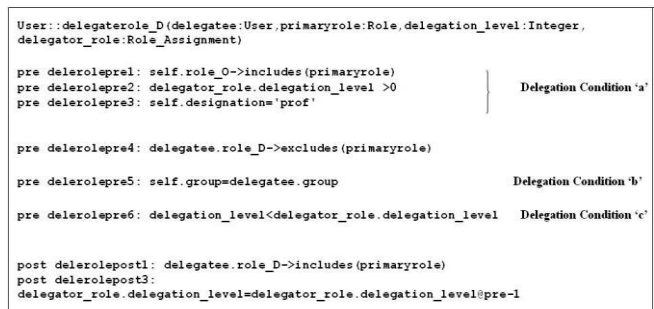 User::delegaterole_D(delegatee:User,primaryrole:Role,delegation_level:Integer,
delegator_role:Role_Assignment)
pre delerolepre1: self.role_O->includes(primaryrole)
pre delerolepre2: delegator_role.delegation_level >0 Delegation Condition 'a'
pre delerolepre3: self.designation='prof'
pre delerolepre4: delegatee.role_D->excludes(primaryrole)
pre delerolepre5: self.group=delegatee.group Delegation Condition 'b'
pre delerolepre6: delegation_level<delegator_role.delegation_level Delegation Condition 'c'
post delerolepost1: delegatee.role_D->includes(primaryrole)
post delerolepost3:
delegator_role.delegation_level=delegator_role.delegation_level@pre-1